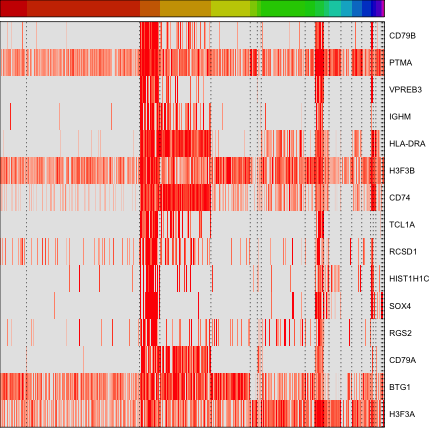 CD79B
PTMA
VPREB3
IGHM
HLA-DRA
H3F3B
CD74
TCL1A
RCSD1
HIST1H1C
SOX4
RGS2
CD79A
BTG1
H3F3A